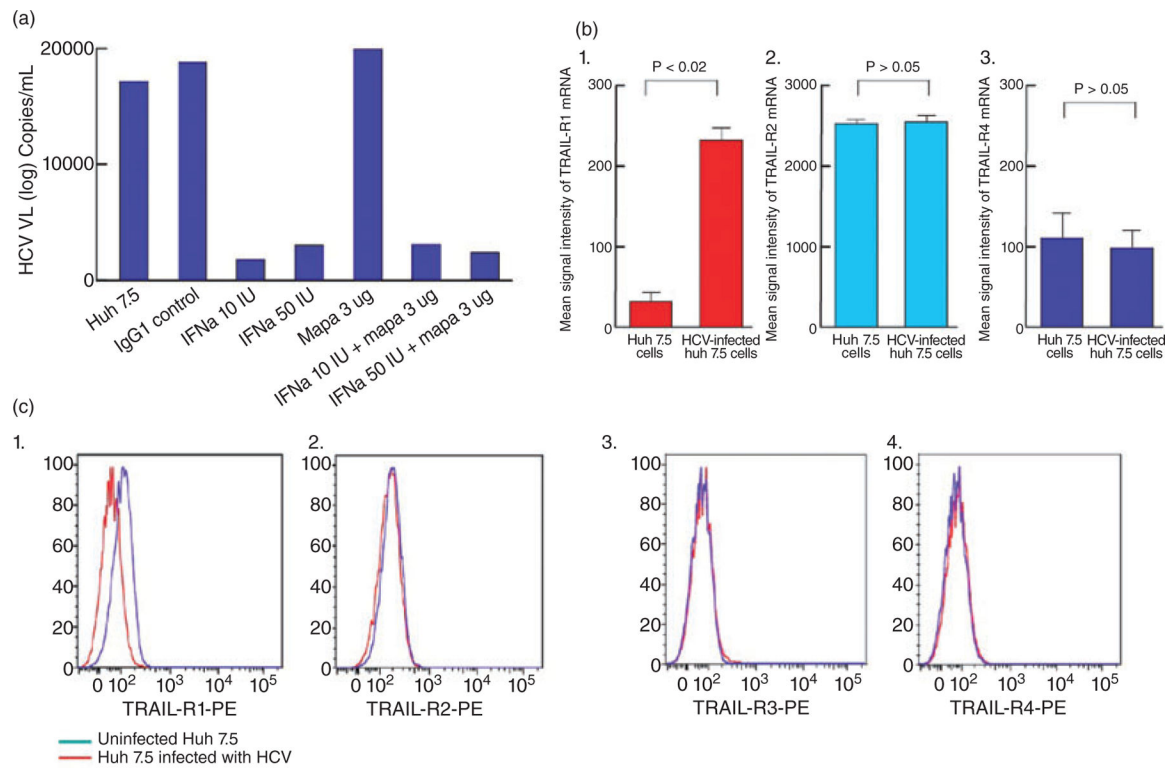 (a)
HCV VL (log) Copies/mL
20000
10000
0
Huh 7.5
IgG1 control
IFNa 10 IU
IFNa 50 IU
Mapa 3 ug
IFNa 10 IU + mapa 3 ug
IFNa 50 IU + mapa 3 ug
(b)
1.
Mean signal intensity of TRAIL-R1 mRNA
300
200
100
0
P < 0.02
Huh 7.5
cells
HCV-infected
huh 7.5 cells
2.
Mean signal intensity of TRAIL-R2 mRNA
3000
2000
1000
0
P > 0.05
Huh 7.5
cells
HCV-infected
huh 7.5 cells
3.
Mean signal intensity of TRAIL-R4 mRNA
300
200
100
0
P > 0.05
Huh 7.5
cells
HCV-infected
huh 7.5 cells
(c)
1.
100
80
60
40
20
0
0 10² 10³ 10⁴ 10⁵
TRAIL-R1-PE
2.
100
80
60
40
20
0
0 10² 10³ 10⁴ 10⁵
TRAIL-R2-PE
3.
100
80
60
40
20
0
0 10² 10³ 10⁴ 10⁵
TRAIL-R3-PE
4.
100
80
60
40
20
0
0 10² 10³ 10⁴ 10⁵
TRAIL-R4-PE
Uninfected Huh 7.5
Huh 7.5 infected with HCV